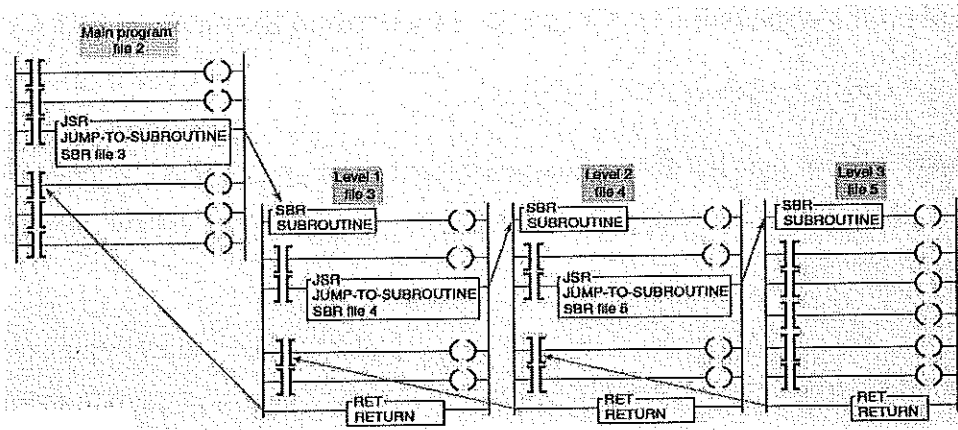 Main program
file 2
JSR
JUMP-TO-SUBROUTINE
SBR file 3
Level 1
file 3
SBR
SUBROUTINE
JSR
JUMP-TO-SUBROUTINE
SBR file 4
RET
RETURN
Level 2
file 4
SBR
SUBROUTINE
JSR
JUMP-TO-SUBROUTINE
SBR file 5
RET
RETURN
Level 3
file 5
SBR
SUBROUTINE
RET
RETURN